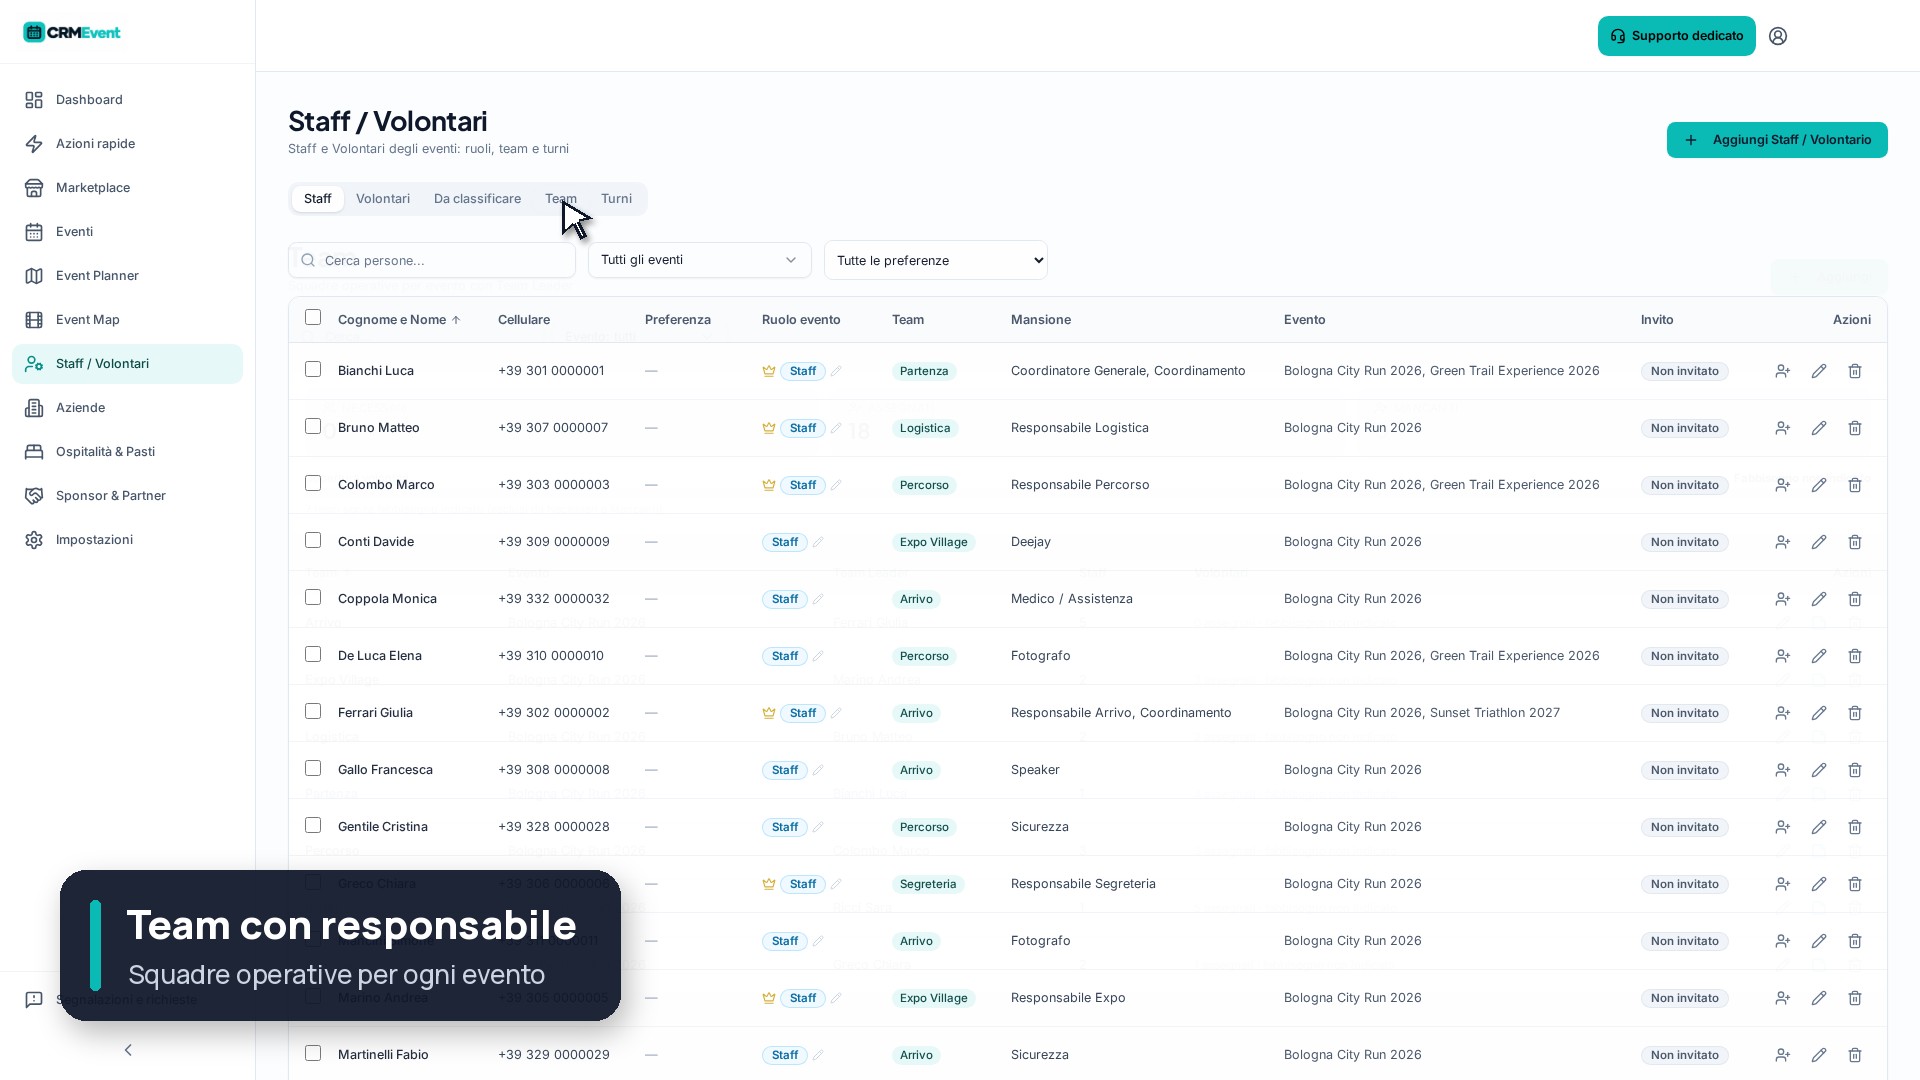 CRMEvent
Supporto dedicato
Dashboard
Azioni rapide
Marketplace
Eventi
Event Planner
Event Map
Staff / Volontari
Aziende
Ospitalità & Pasti
Sponsor & Partner
Impostazioni
Staff / Volontari
Staff e Volontari degli eventi: ruoli, team e turni
Aggiungi Staff / Volontario
Staff Volontari Da classificare Team Turni
Cerca persone... Tutti gli eventi Tutte le preferenze
Cognome e Nome Cellulare Preferenza Ruolo evento Team Mansione Evento Invito Azioni
Bianchi Luca +39 301 0000001 — Staff Partenza Coordinatore Generale, Coordinamento Bologna City Run 2026, Green Trail Experience 2026 Non invitato
Bruno Matteo +39 307 0000007 — Staff Logistica Responsabile Logistica Bologna City Run 2026 Non invitato
Colombo Marco +39 303 0000003 — Staff Percorso Responsabile Percorso Bologna City Run 2026, Green Trail Experience 2026 Non invitato
Conti Davide +39 309 0000009 — Staff Expo Village Deejay Bologna City Run 2026 Non invitato
Coppola Monica +39 332 0000032 — Staff Arrivo Medico / Assistenza Bologna City Run 2026 Non invitato
De Luca Elena +39 310 0000010 — Staff Percorso Fotografo Bologna City Run 2026, Green Trail Experience 2026 Non invitato
Ferrari Giulia +39 302 0000002 — Staff Arrivo Responsabile Arrivo, Coordinamento Bologna City Run 2026, Sunset Triathlon 2027 Non invitato
Gallo Francesca +39 308 0000008 — Staff Arrivo Speaker Bologna City Run 2026 Non invitato
Gentile Cristina +39 328 0000028 — Staff Percorso Sicurezza Bologna City Run 2026 Non invitato
Greco Chiara +39 306 0000006 — Staff Segreteria Responsabile Segreteria Bologna City Run 2026 Non invitato
— Staff Arrivo Fotografo Bologna City Run 2026 Non invitato
Marino Andrea +39 305 0000005 — Staff Expo Village Responsabile Expo Bologna City Run 2026 Non invitato
Martinelli Fabio +39 329 0000029 — Staff Arrivo Sicurezza Bologna City Run 2026 Non invitato
Team con responsabile
Squadre operative per ogni evento
Segnalazioni e richieste